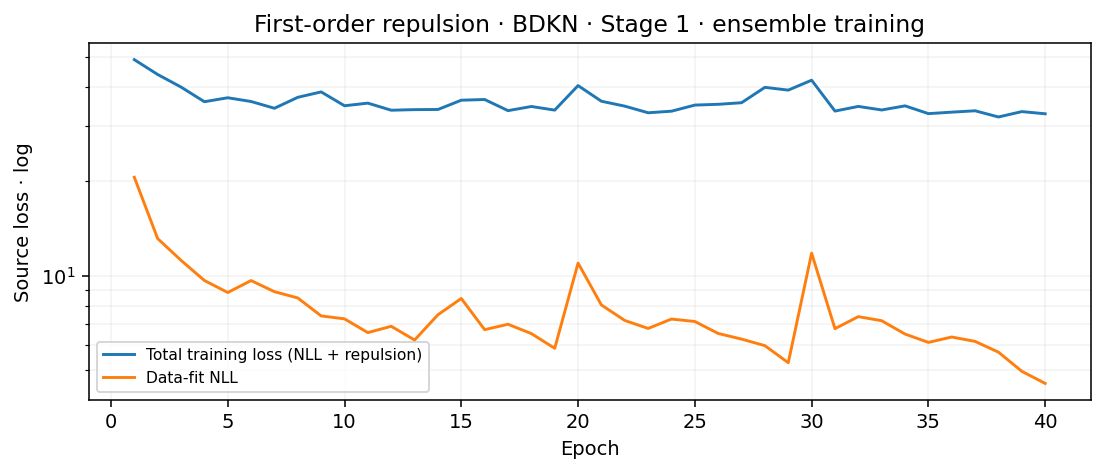 First-order repulsion · BDKN · Stage 1 · ensemble training
Source loss · log
10¹
Total training loss (NLL + repulsion)
Data-fit NLL
0 5 10 15 20 25 30 35 40
Epoch